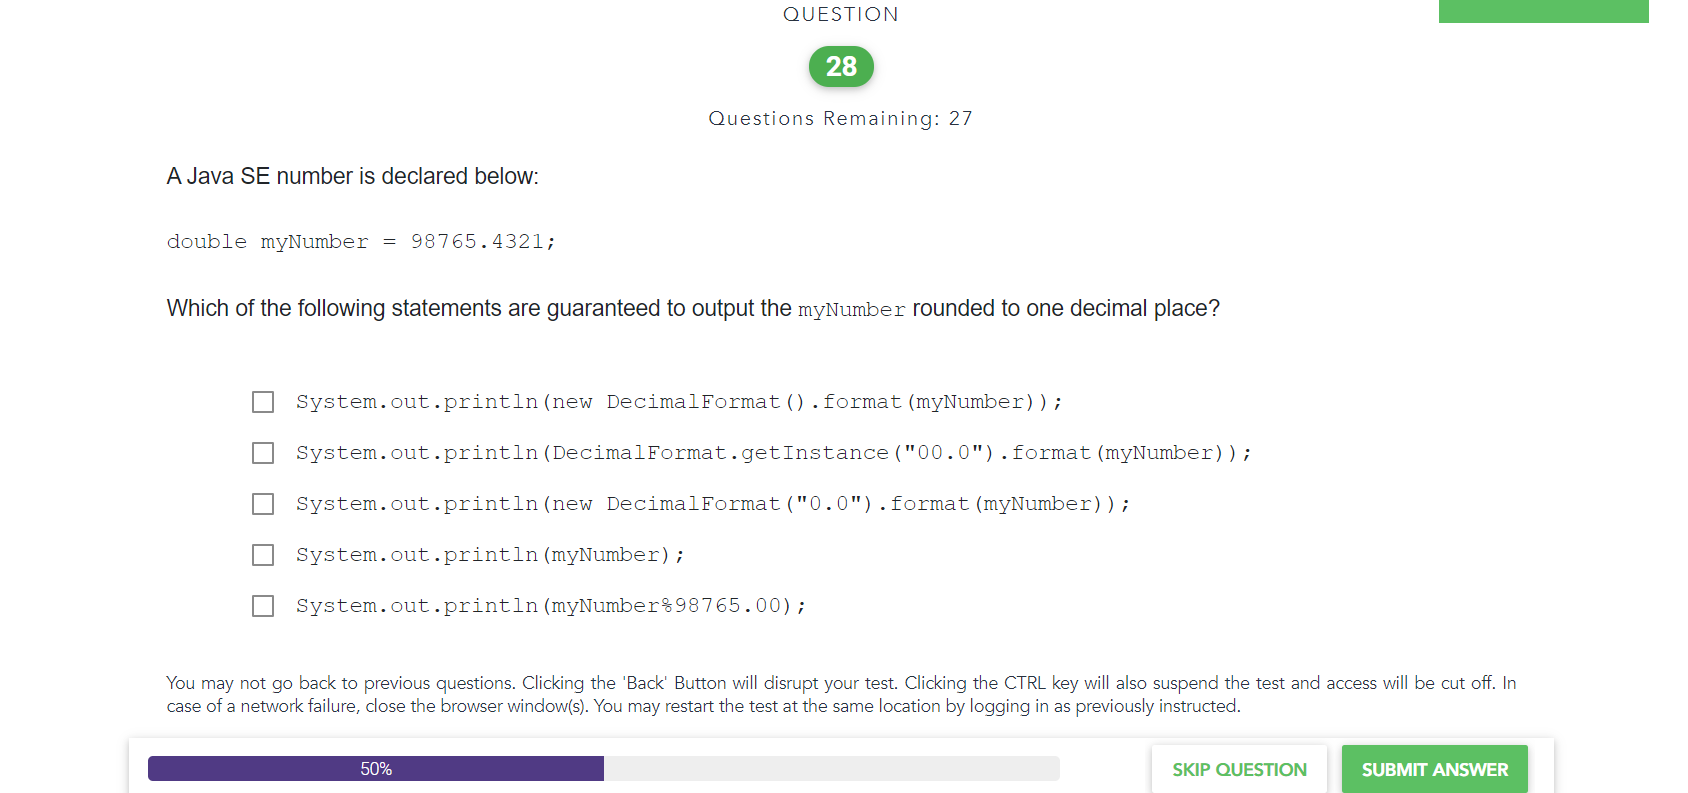 QUESTION
28
Questions Remaining: 27
A Java SE number is declared below:
double myNumber = 98765.4321;
Which of the following statements are guaranteed to output the myNumber rounded to one decimal place?
System.out.println(new DecimalFormat().format(myNumber));
System.out.println(DecimalFormat.getInstance("00.0").format(myNumber));
System.out.println(new DecimalFormat("0.0").format(myNumber));
System.out.println(myNumber);
System.out.println(myNumber%98765.00);
You may not go back to previous questions. Clicking the 'Back' Button will disrupt your test. Clicking the CTRL key will also suspend the test and access will be cut off. In
case of a network failure, close the browser window(s). You may restart the test at the same location by logging in as previously instructed.
50%
SKIP QUESTION
SUBMIT ANSWER